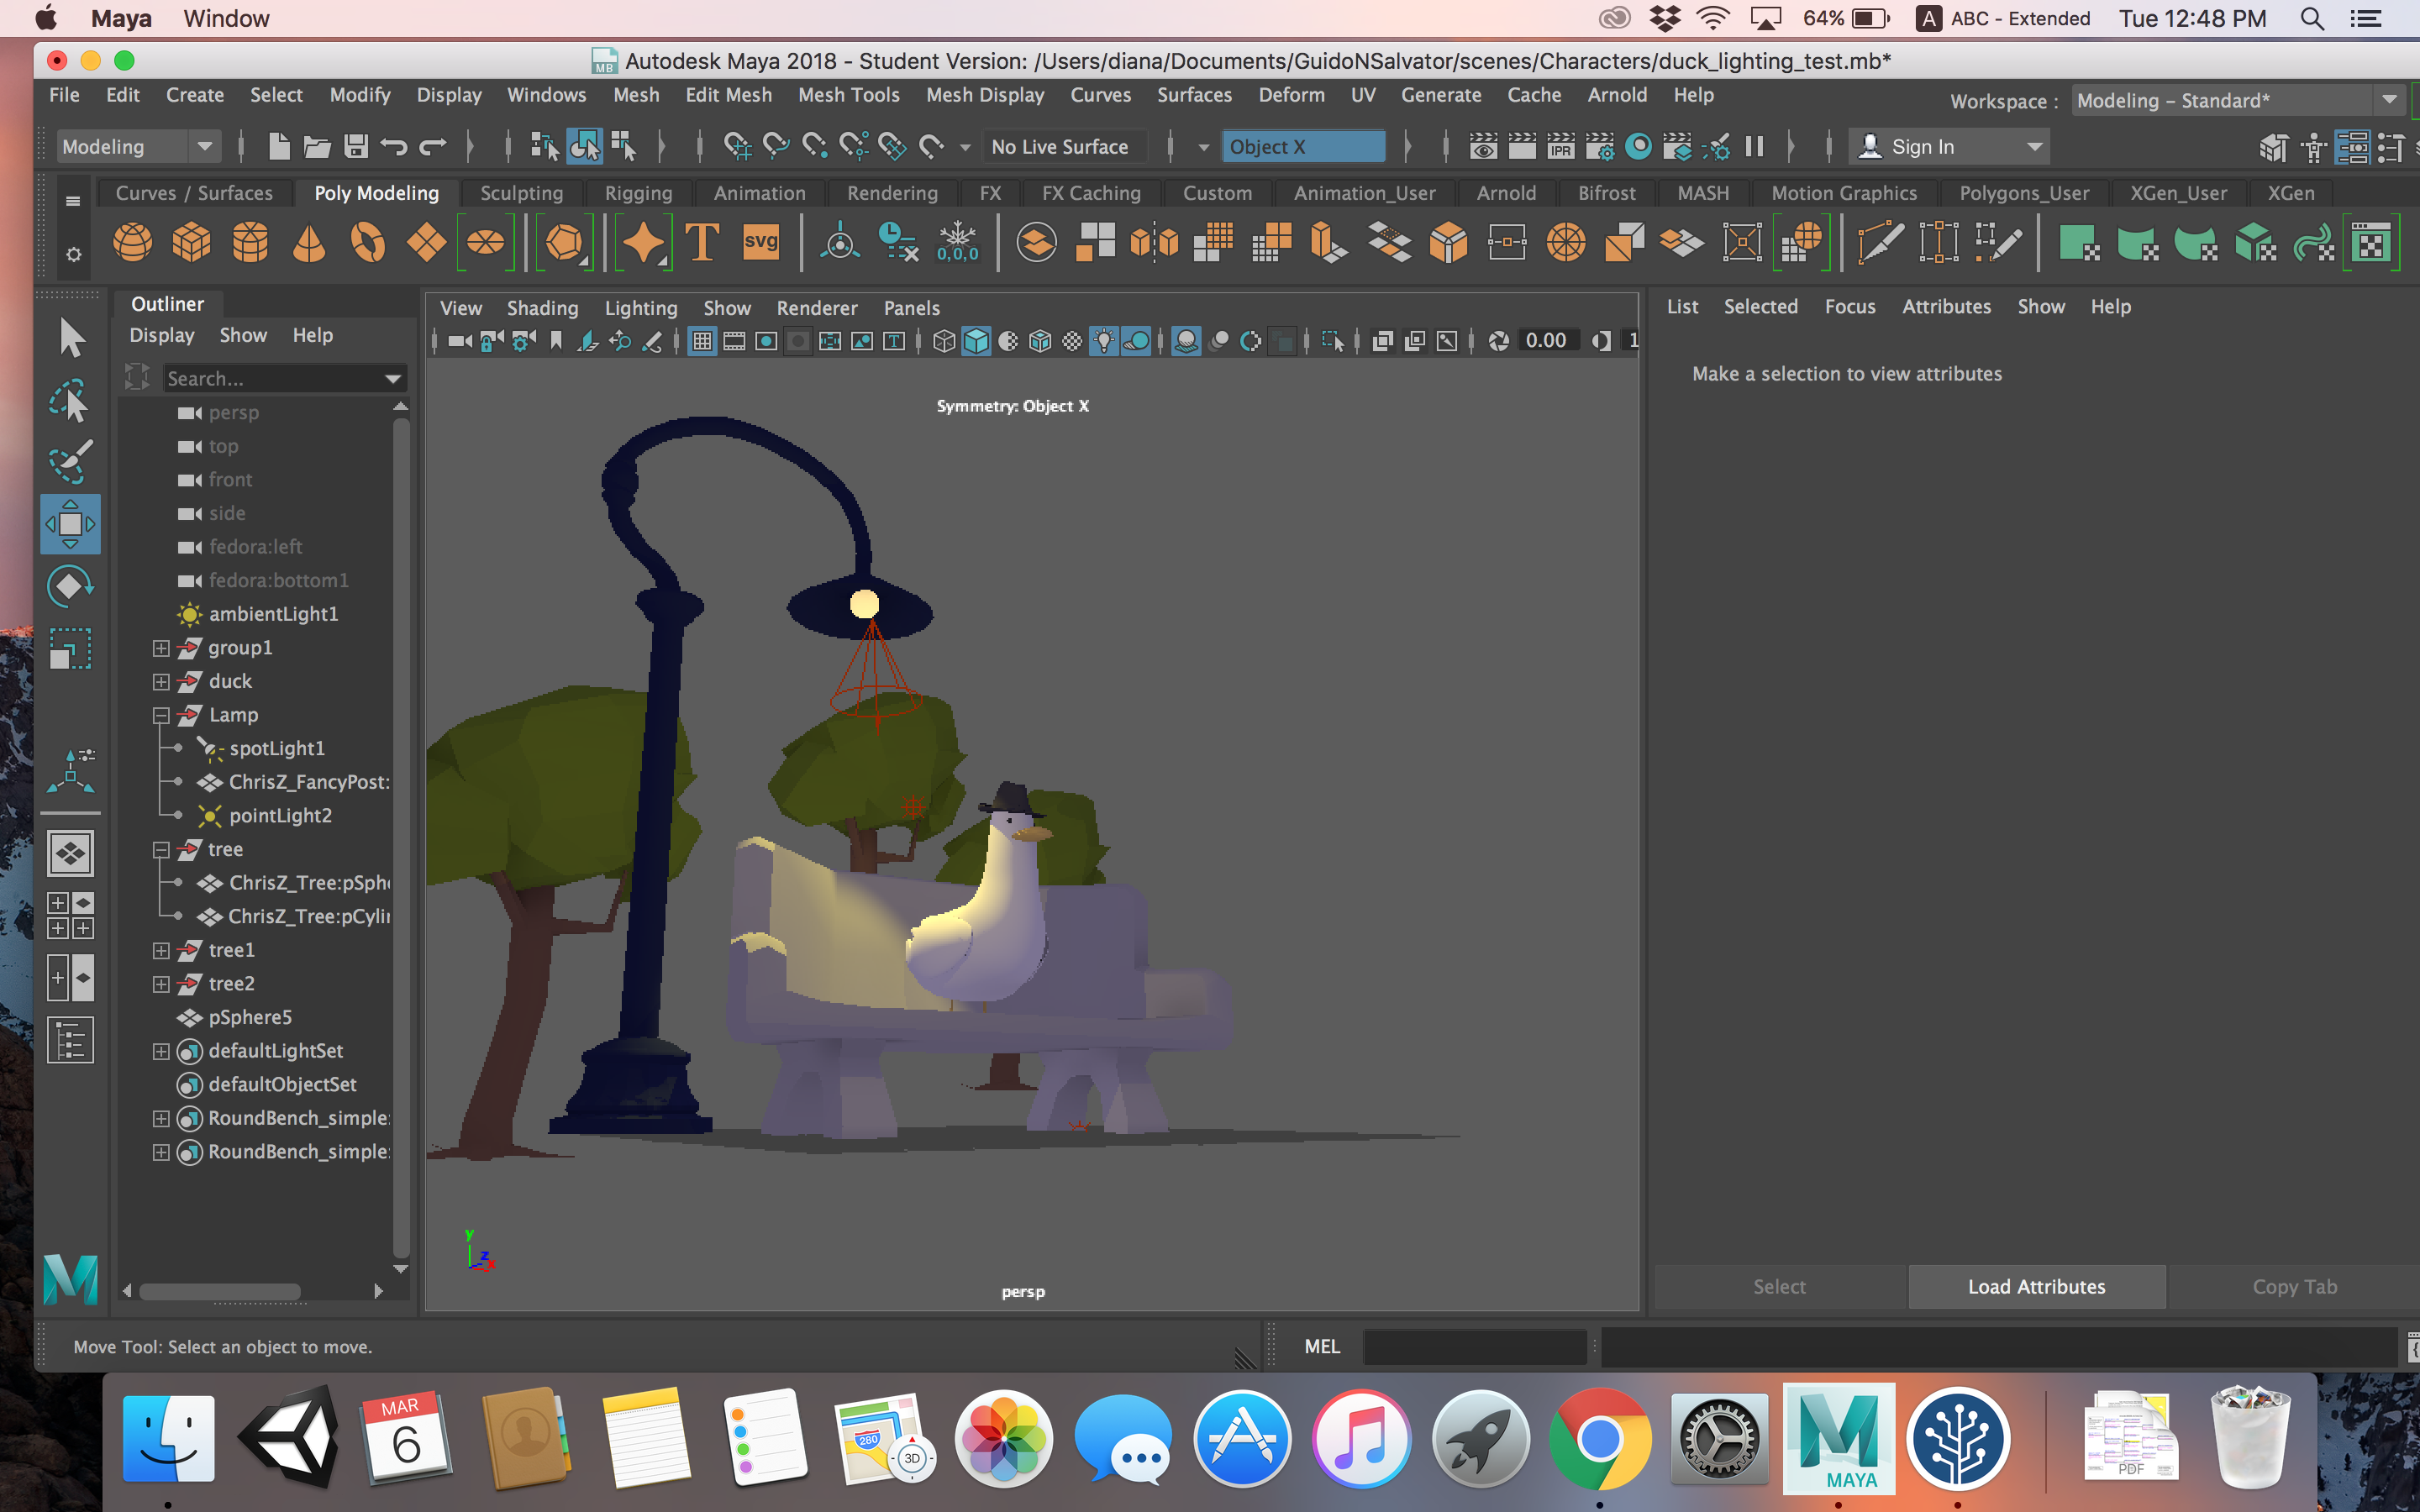 Maya Window 64% A ABC - Extended Tue 12:48 PM
MB Autodesk Maya 2018 - Student Version: /Users/diana/Documents/GuidoNSalvator/scenes/Characters/duck_lighting_test.mb*
File Edit Create Select Modify Display Windows Mesh Edit Mesh Mesh Tools Mesh Display Curves Surfaces Deform UV Generate Cache Arnold Help Workspace : Modeling - Standard*
Modeling No Live Surface Object X IPR Sign In
Curves / Surfaces Poly Modeling Sculpting Rigging Animation Rendering FX FX Caching Custom Animation_User Arnold Bifrost MASH Motion Graphics Polygons_User XGen_User XGen
T svg 0,0,0
Outliner
Display Show Help
Search...
persp
top
front
side
fedora:left
fedora:bottom1
ambientLight1
group1
duck
Lamp
spotLight1
ChrisZ_FancyPost:
pointLight2
tree
ChrisZ_Tree:pSphe
ChrisZ_Tree:pCylin
tree1
tree2
pSphere5
defaultLightSet
defaultObjectSet
RoundBench_simple:
RoundBench_simple:
View Shading Lighting Show Renderer Panels
T 0.00 1
Symmetry: Object X
y
z
x
persp
List Selected Focus Attributes Show Help
Make a selection to view attributes
Select Load Attributes Copy Tab
M
Move Tool: Select an object to move.
MEL
MAR
6
280
3D
M
MAYA
PDF